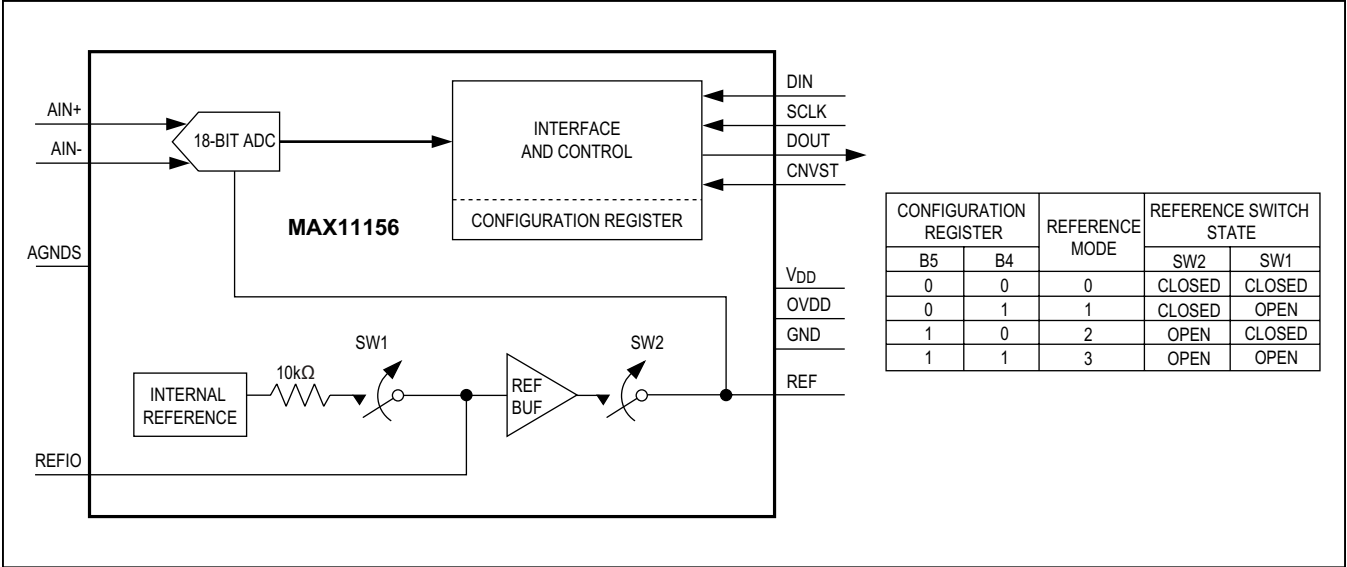 AIN+
AIN-
AGNDS
REFIO
18-BIT ADC
MAX11156
INTERFACE
AND CONTROL
CONFIGURATION REGISTER
INTERNAL
REFERENCE
10kΩ
SW1
REF
BUF
SW2
DIN
SCLK
DOUT
CNVST
VDD
OVDD
GND
REF
CONFIGURATION
REGISTER
REFERENCE
MODE
REFERENCE SWITCH
STATE
B5 B4 SW2 SW1
0 0 0 CLOSED CLOSED
0 1 1 CLOSED OPEN
1 0 2 OPEN CLOSED
1 1 3 OPEN OPEN